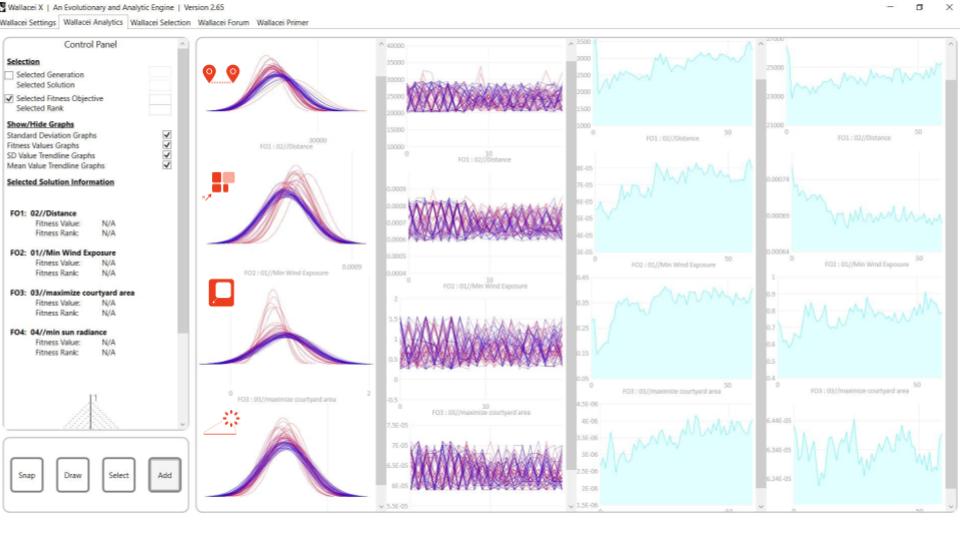 Wallacei X | An Evolutionary and Analytic Engine | Version 2.65
Wallacei Settings Wallacei Analytics Wallacei Selection Wallacei Forum Wallacei Primer
Control Panel
Selection
Selected Generation
Selected Solution
Selected Fitness Objective
Selected Rank
Show/Hide Graphs
Standard Deviation Graphs
Fitness Values Graphs
SD Value Trendline Graphs
Mean Value Trendline Graphs
Selected Solution Information
FO1: 02//Distance
Fitness Value: N/A
Fitness Rank: N/A
FO2: 01//Min Wind Exposure
Fitness Value: N/A
Fitness Rank: N/A
FO3: 03//maximize courtyard area
Fitness Value: N/A
Fitness Rank: N/A
FO4: 04//min sun radiance
Fitness Value: N/A
Fitness Rank: N/A
1
Snap Draw Select Add
30000
FO1 : 02//Distance
0.0009
FO2 : 01//Min Wind Exposure
0 2
FO3 : 03//maximize courtyard area
40000
35000
30000
25000
20000
15000
10000
0 10
FO1 : 02//Distance
0.0009
0.0008
0.0007
0.0006
0.0005
0.0004
0 10
FO2 : 01//Min Wind Exposure
2
1.5
1
0.5
0
-0.5
0 10
FO3 : 03//maximize courtyard area
7.5E-05
7E-05
6.5E-05
6E-05
5.5E-05
3500
3000
2500
2000
1500
1000
0 50
FO1 : 02//Distance
8E-05
7E-05
6E-05
5E-05
3E-05
0 50
FO2 : 01//Min Wind Exposure
0.45
0.35
0.25
0.15
0.05
0 50
FO3 : 03//maximize courtyard area
4.5E-06
4E-06
3.5E-06
3E-06
2.5E-06
2E-06
1.5E-06
27000
25000
23000
21000
0 50
FO1 : 02//Distance
0.00074
0.00069
0.00064
0 50
FO2 : 01//Min Wind Exposure
1
0.9
0.8
0.7
0.6
0.5
0.4
0 50
FO3 : 03//maximize courtyard area
6.44E-05
6.34E-05
6.24E-05